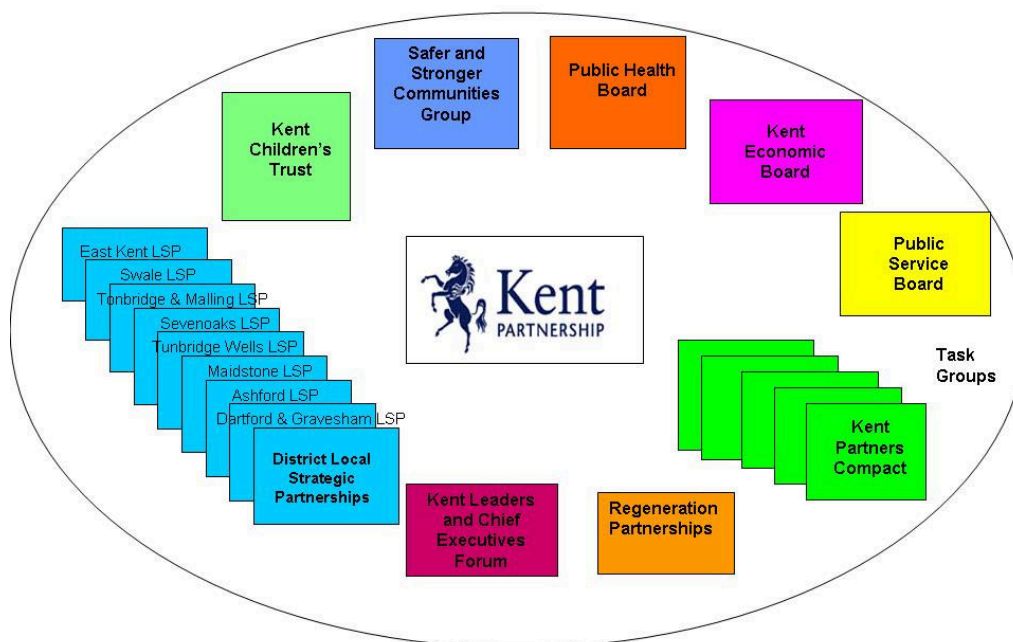 Safer and
Stronger
Communities
Group
Public Health
Board
Kent
Children's
Trust
Kent
Economic
Board
Public
Service
Board
East Kent LSP
Swale LSP
Tonbridge & Malling LSP
Sevenoaks LSP
Tunbridge Wells LSP
Maidstone LSP
Ashford LSP
Dartford & Gravesham LSP
District Local
Strategic
Partnerships
Kent
PARTNERSHIP
Task
Groups
Kent
Partners
Compact
Kent Leaders
and Chief
Executives
Forum
Regeneration
Partnerships